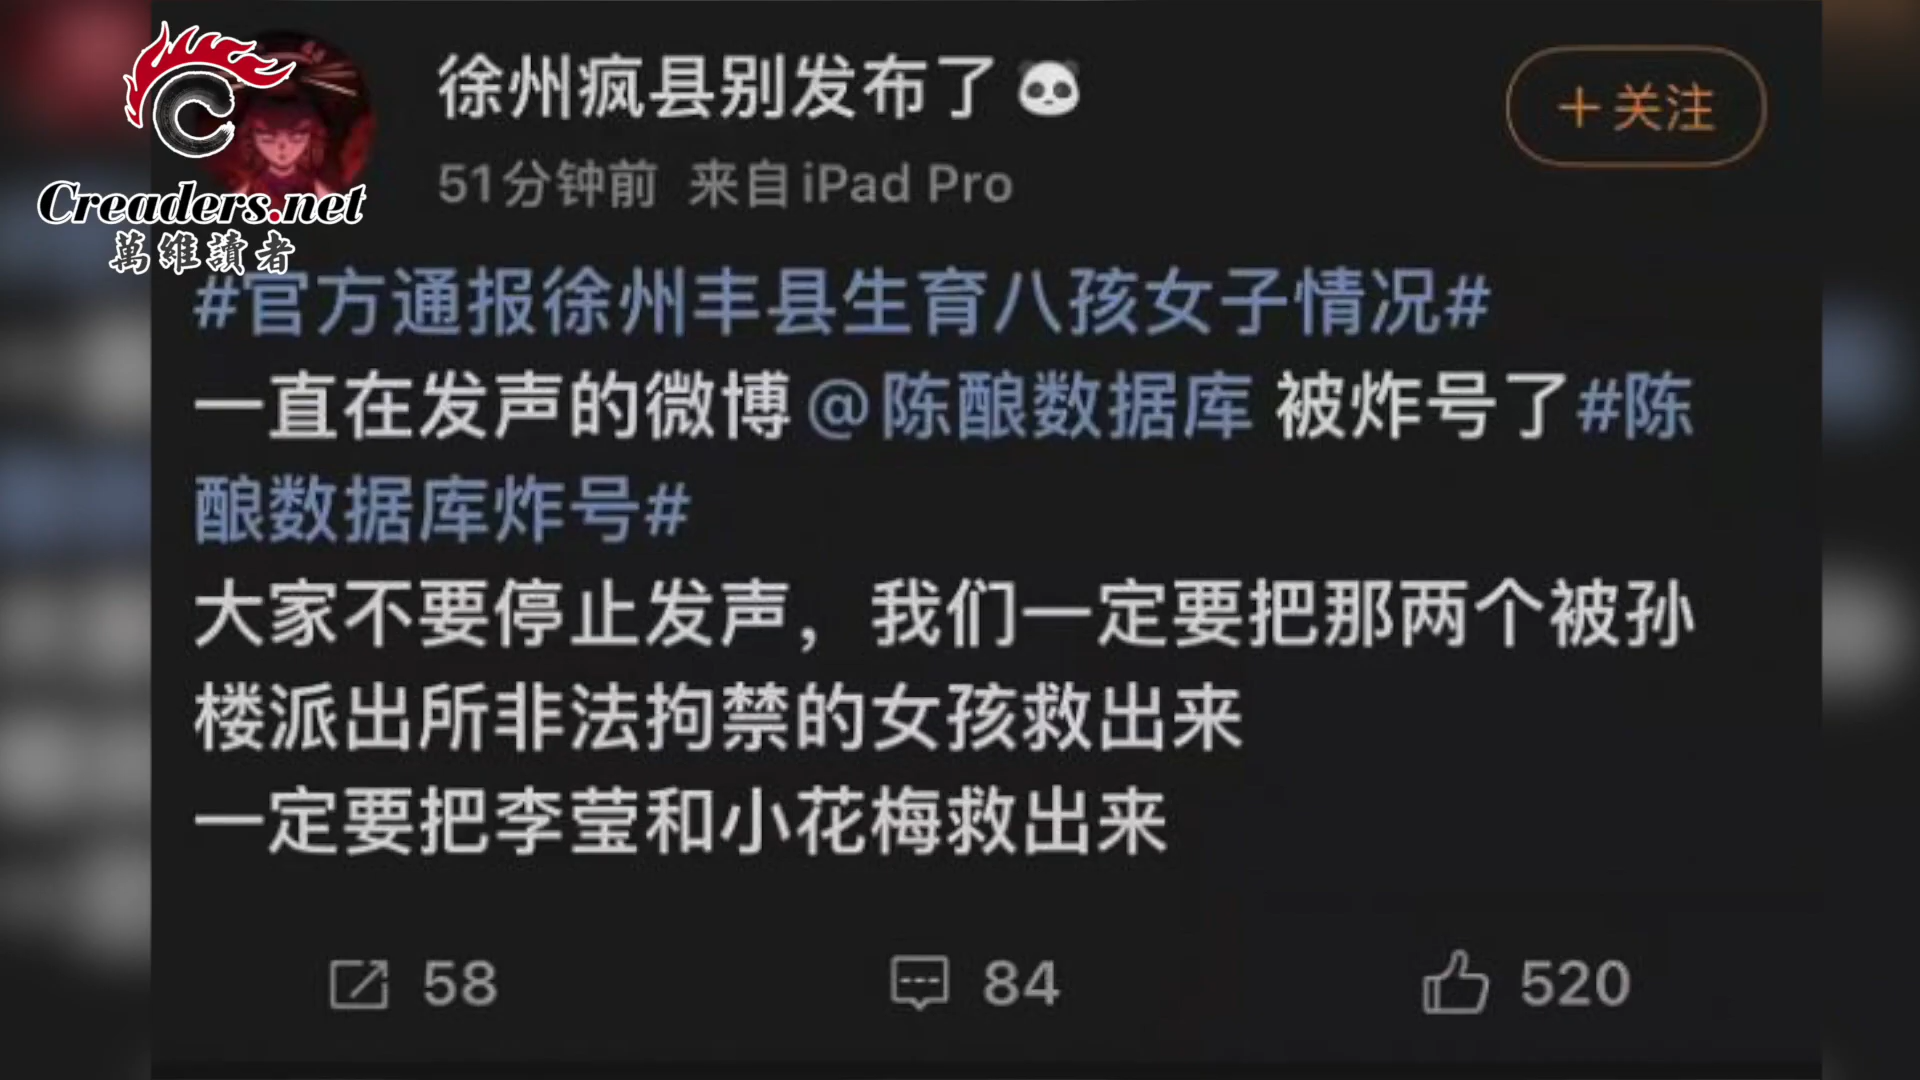 Creaders.net
萬維讀者
徐州疯县别发布了🐼
+关注
51分钟前 来自iPad Pro
#官方通报徐州丰县生育八孩女子情况#
一直在发声的微博@陈酿数据库 被炸号了#陈
酿数据库炸号#
大家不要停止发声，我们一定要把那两个被孙
楼派出所非法拘禁的女孩救出来
一定要把李莹和小花梅救出来
58
84
520